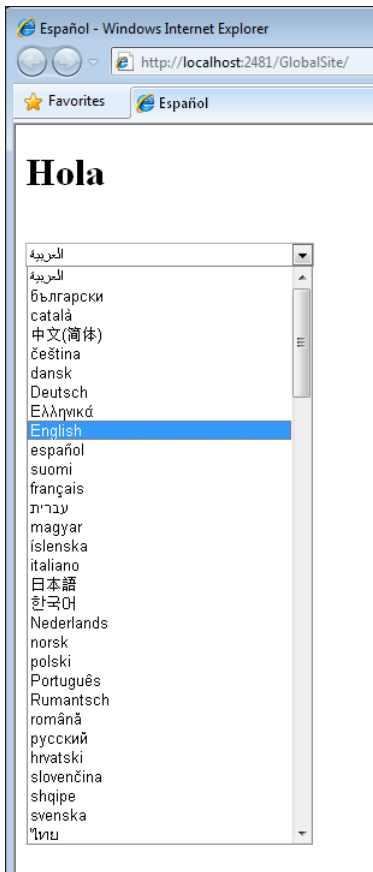 Español - Windows Internet Explorer
http://localhost:2481/GlobalSite/
Favorites
Español
Hola
العربية
العربية
български
català
中文(简体)
čeština
dansk
Deutsch
Ελληνικά
English
español
suomi
français
עברית
magyar
íslenska
italiano
日本語
한국어
Nederlands
norsk
polski
Português
Rumantsch
română
русский
hrvatski
slovenčina
shqipe
svenska
ไทย